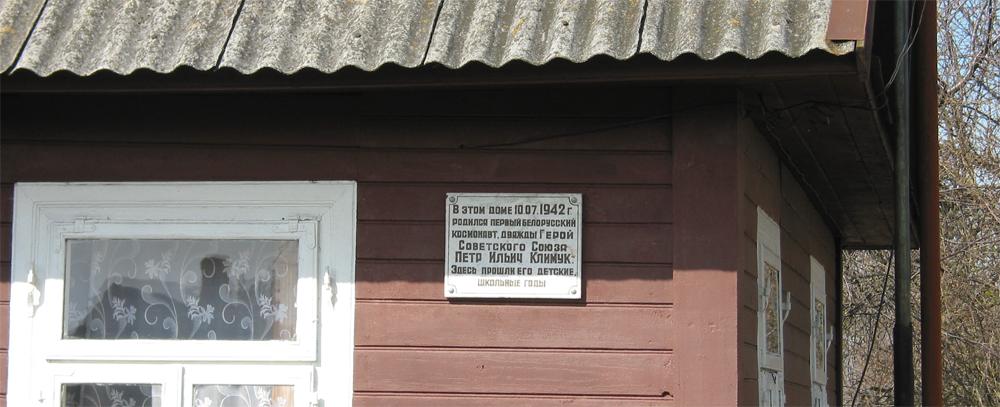 В этом доме 10.07.1942 г.
родился первый белорусский
космонавт, дважды Герой
Советского Союза
Петр Ильич Климук.
Здесь прошли его детские,
школьные годы